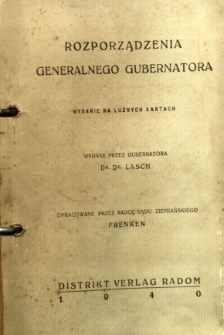 ROZPORZĄDZENIA
GENERALNEGO GUBERNATORA
WYDANIE NA LUŹNYCH KARTACH
WYDANE PRZEZ GUBERNATORA
DR. DR. LASCH
OPRACOWANE PRZEZ RADCĘ SĄDU ZIEMIAŃSKIEGO
FRENKEN
DISTRIKT VERLAG RADOM
1940